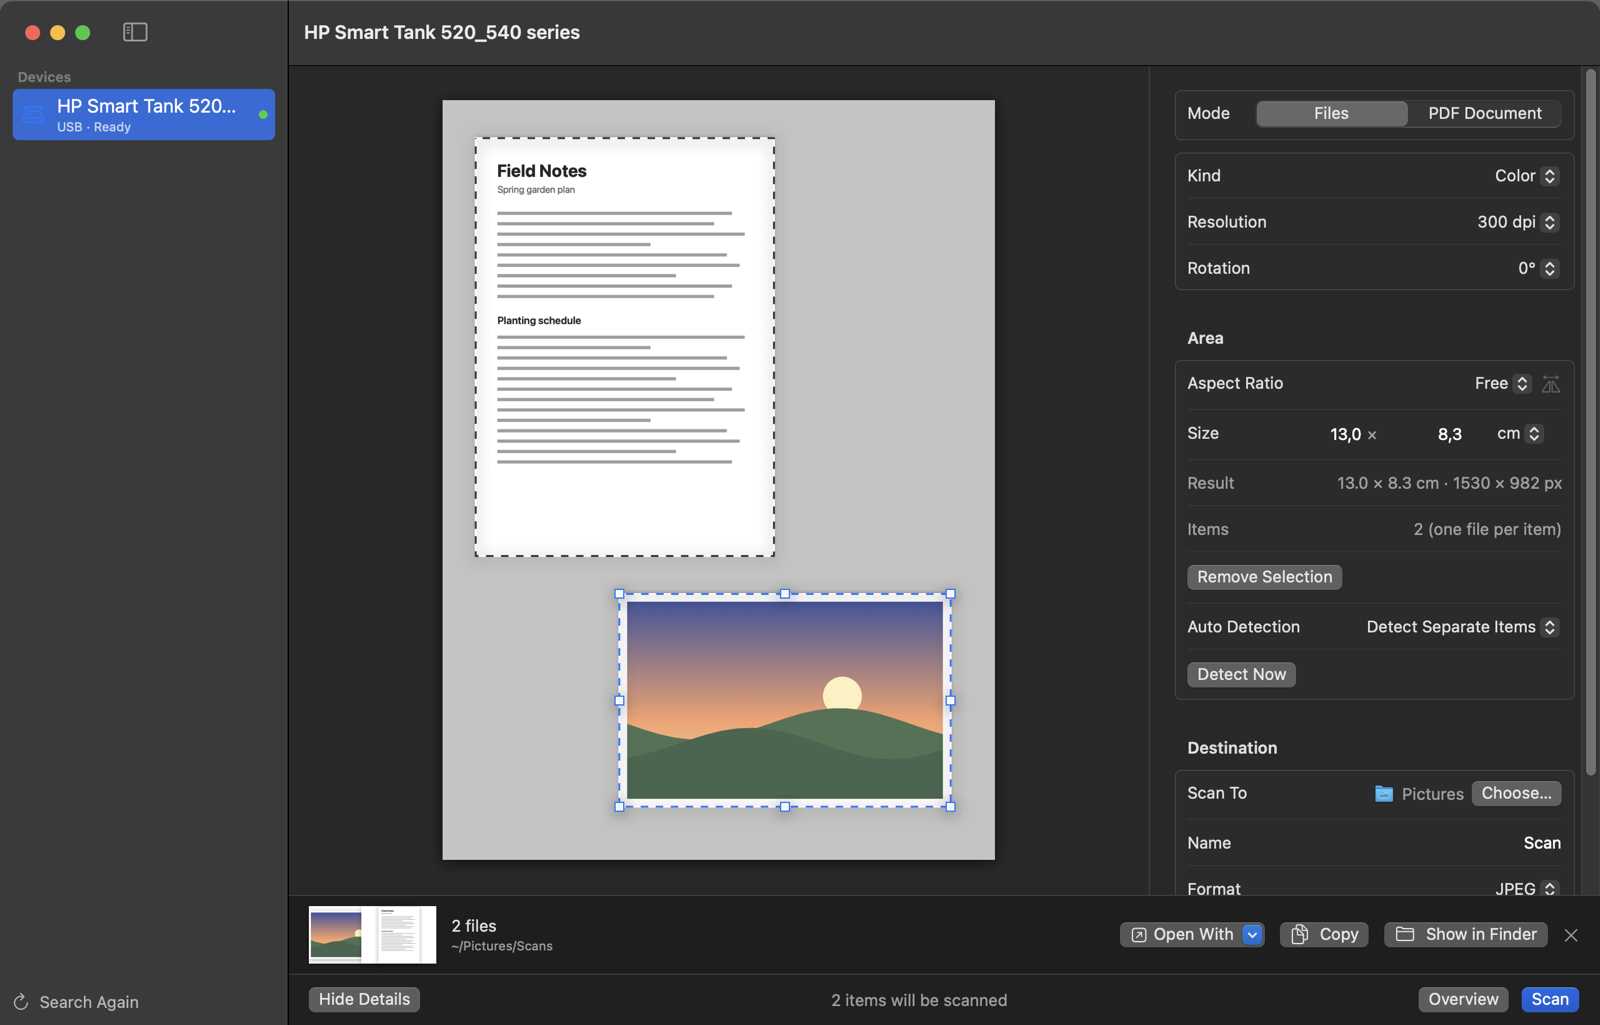 HP Smart Tank 520_540 series
Devices
HP Smart Tank 520...
USB · Ready
Search Again
Field Notes
Spring garden plan
Planting schedule
Mode Files PDF Document
Kind Color
Resolution 300 dpi
Rotation 0°
Area
Aspect Ratio Free
Size 13,0 × 8,3 cm
Result 13.0 × 8.3 cm · 1530 × 982 px
Items 2 (one file per item)
Remove Selection
Auto Detection Detect Separate Items
Detect Now
Destination
Scan To Pictures Choose...
Name Scan
Format JPEG
2 files
~/Pictures/Scans
Open With Copy Show in Finder
Hide Details 2 items will be scanned Overview Scan